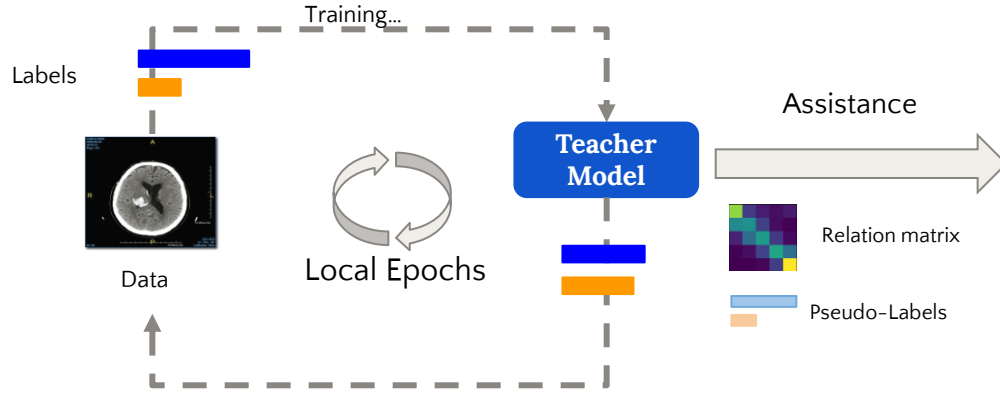 Training...
Labels
Assistance
Teacher
Model
A
R
Relation matrix
Local Epochs
Data
Pseudo-Labels